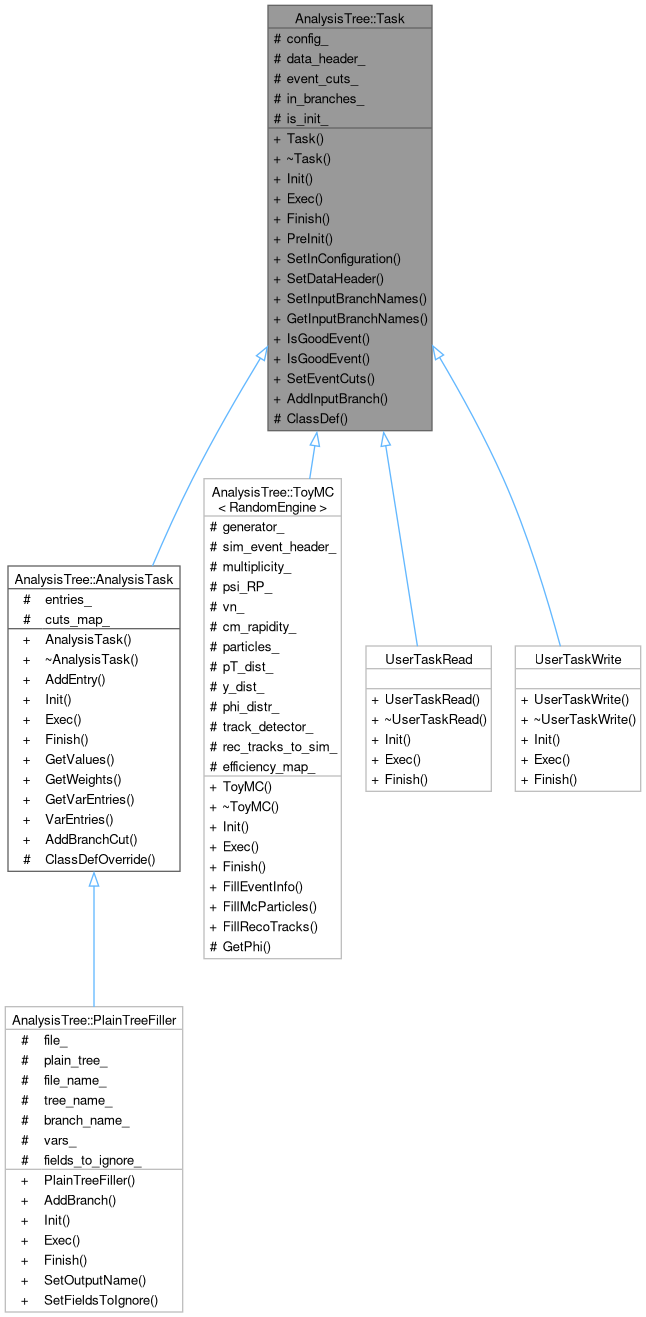 AnalysisTree::Task
# config_
# data_header_
# event_cuts_
# in_branches_
# is_init_
+ Task()
+ ~Task()
+ Init()
+ Exec()
+ Finish()
+ PreInit()
+ SetInConfiguration()
+ SetDataHeader()
+ SetInputBranchNames()
+ GetInputBranchNames()
+ IsGoodEvent()
+ IsGoodEvent()
+ SetEventCuts()
+ AddInputBranch()
# ClassDef()
AnalysisTree::AnalysisTask
# entries_
# cuts_map_
+ AnalysisTask()
+ ~AnalysisTask()
+ AddEntry()
+ Init()
+ Exec()
+ Finish()
+ GetValues()
+ GetWeights()
+ GetVarEntries()
+ VarEntries()
+ AddBranchCut()
# ClassDefOverride()
AnalysisTree::ToyMC
< RandomEngine >
# generator_
# sim_event_header_
# multiplicity_
# psi_RP_
# vn_
# cm_rapidity_
# particles_
# pT_dist_
# y_dist_
# phi_distr_
# track_detector_
# rec_tracks_to_sim_
# efficiency_map_
+ ToyMC()
+ ~ToyMC()
+ Init()
+ Exec()
+ Finish()
+ FillEventInfo()
+ FillMcParticles()
+ FillRecoTracks()
# GetPhi()
UserTaskRead
+ UserTaskRead()
+ ~UserTaskRead()
+ Init()
+ Exec()
+ Finish()
UserTaskWrite
+ UserTaskWrite()
+ ~UserTaskWrite()
+ Init()
+ Exec()
+ Finish()
AnalysisTree::PlainTreeFiller
# file_
# plain_tree_
# file_name_
# tree_name_
# branch_name_
# vars_
# fields_to_ignore_
+ PlainTreeFiller()
+ AddBranch()
+ Init()
+ Exec()
+ Finish()
+ SetOutputName()
+ SetFieldsToIgnore()